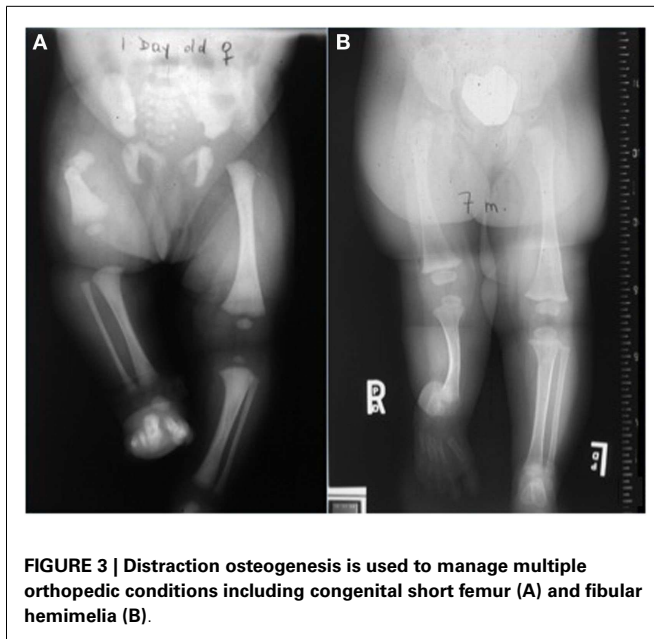 A
1 Day old ♀
B
7 m.
R
FIGURE 3 | Distraction osteogenesis is used to manage multiple
orthopedic conditions including congenital short femur (A) and fibular
hemimelia (B).